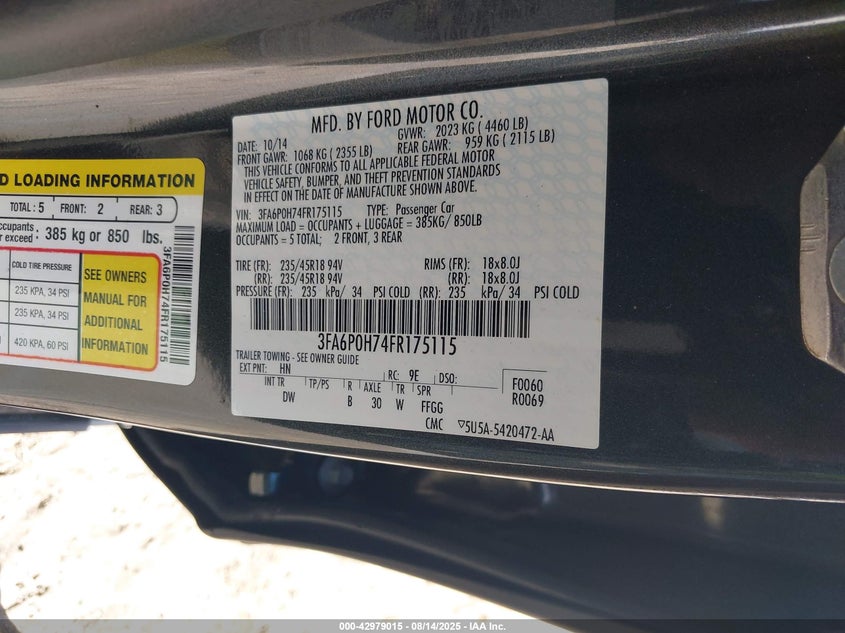 MFD. BY FORD MOTOR CO.
DATE: 10/14 GVWR: 2023 KG ( 4460 LB)
FRONT GAWR: 1068 KG ( 2355 LB) REAR GAWR: 959 KG ( 2115 LB)
THIS VEHICLE CONFORMS TO ALL APPLICABLE FEDERAL MOTOR
VEHICLE SAFETY, BUMPER, AND THEFT PREVENTION STANDARDS
IN EFFECT ON THE DATE OF MANUFACTURE SHOWN ABOVE.
VIN: 3FA6P0H74FR175115 TYPE: Passenger Car
MAXIMUM LOAD = OCCUPANTS + LUGGAGE = 385KG/ 850LB
OCCUPANTS = 5 TOTAL; 2 FRONT, 3 REAR
TIRE (FR): 235/45R18 94V RIMS (FR): 18x8.0J
(RR): 235/45R18 94V (RR): 18x8.0J
PRESSURE (FR): 235 kPa/ 34 PSI COLD (RR): 235 kPa/ 34 PSI COLD
3FA6P0H74FR175115
TRAILER TOWING - SEE OWNER GUIDE
EXT PNT: HN RC: 9E DSO:
INT TR TP/PS R AXLE TR SPR
DW B 30 W FFGG
F0060
R0069
CMC ▽5U5A-5420472-AA
D LOADING INFORMATION
TOTAL : 5 FRONT: 2 REAR: 3
cupants
r exceed : 385 kg or 850 lbs.
COLD TIRE PRESSURE
235 KPA, 34 PSI
235 KPA, 34 PSI
420 KPA, 60 PSI
SEE OWNERS
MANUAL FOR
ADDITIONAL
INFORMATION
3FA6P0H74FR175115
000-42979015 - 08/14/2025 - IAA Inc.